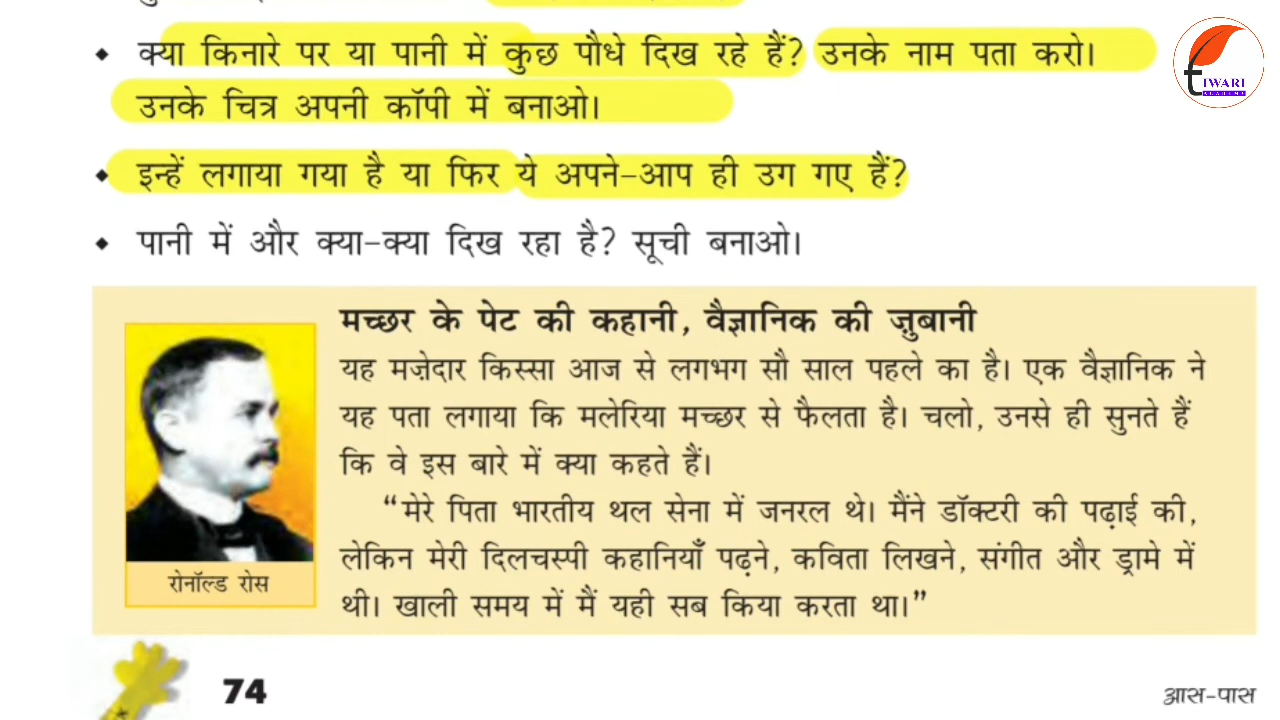 क्या किनारे पर या पानी में कुछ पौधे दिख रहे हैं? उनके नाम पता करो।
उनके चित्र अपनी कॉपी में बनाओ।
इन्हें लगाया गया है या फिर ये अपने-आप ही उग गए हैं?
पानी में और क्या-क्या दिख रहा है? सूची बनाओ।
मच्छर के पेट की कहानी, वैज्ञानिक की ज़ुबानी
यह मज़ेदार किस्सा आज से लगभग सौ साल पहले का है। एक वैज्ञानिक ने
यह पता लगाया कि मलेरिया मच्छर से फैलता है। चलो, उनसे ही सुनते हैं
कि वे इस बारे में क्या कहते हैं।
“मेरे पिता भारतीय थल सेना में जनरल थे। मैंने डॉक्टरी की पढ़ाई की,
लेकिन मेरी दिलचस्पी कहानियाँ पढ़ने, कविता लिखने, संगीत और ड्रामे में
थी। खाली समय में मैं यही सब किया करता था।”
रोनॉल्ड रोस
74
आस-पास
TIWARI
ACADEMY